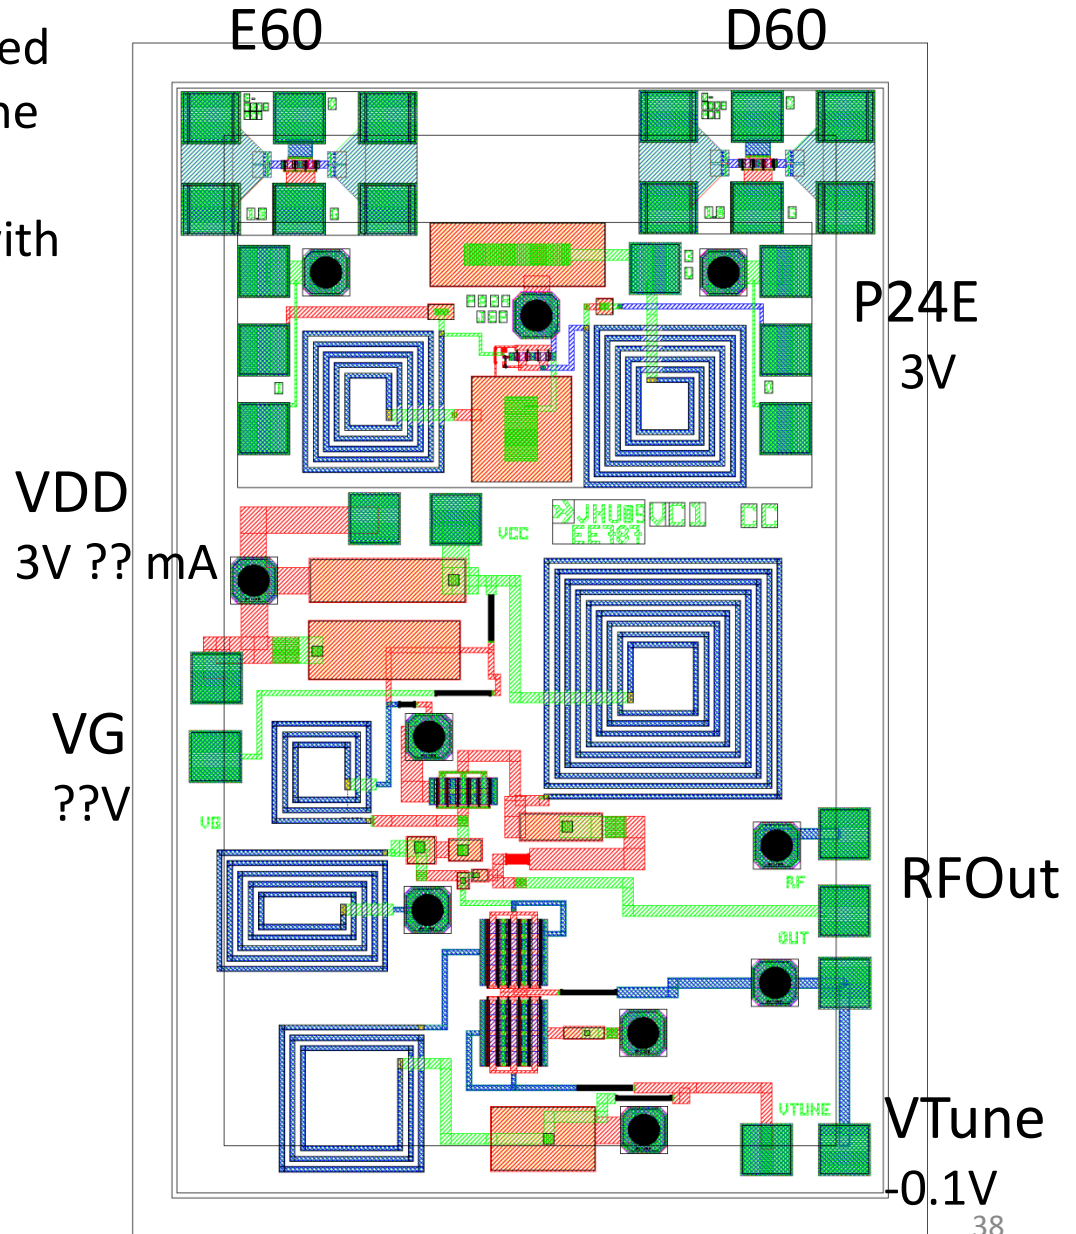 E60
D60
ed
ne
with
P24E
3V
VDD
3V ?? mA
VCC
VG
??V
VG
RF
RFOut
OUT
VTUNE
VTune
-0.1V
38